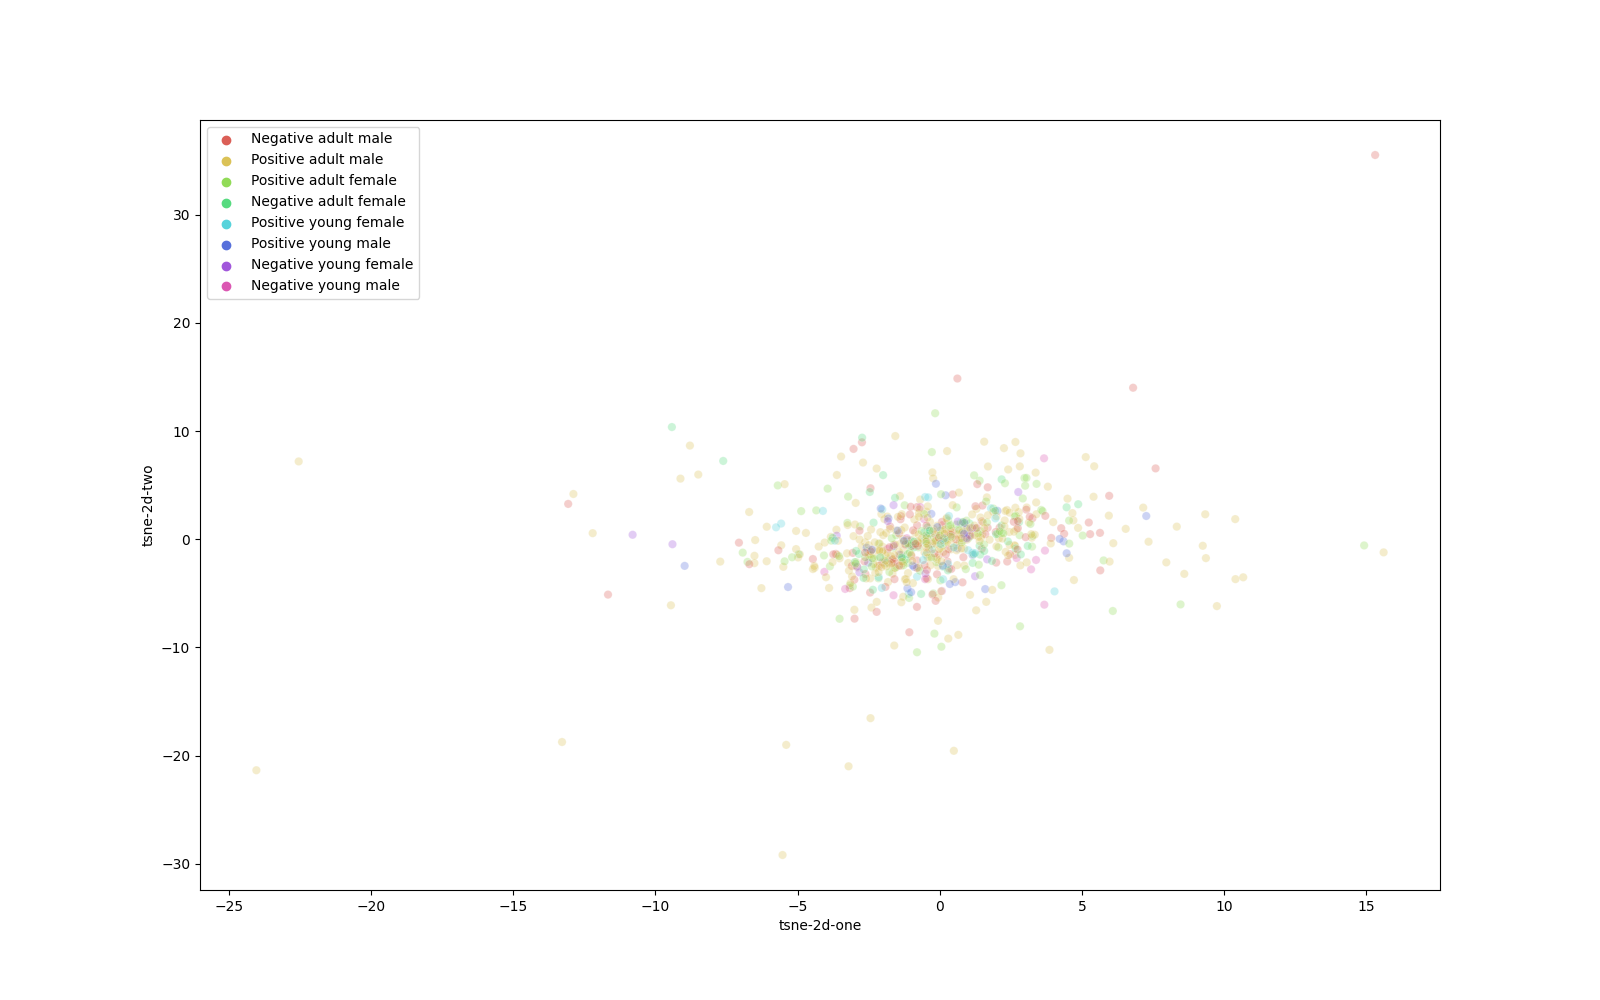 Negative adult male
Positive adult male
Positive adult female
Negative adult female
Positive young female
Positive young male
Negative young female
Negative young male
30
20
10
0
−10
−20
−30
tsne-2d-two
−25
−20
−15
−10
−5
0
5
10
15
tsne-2d-one